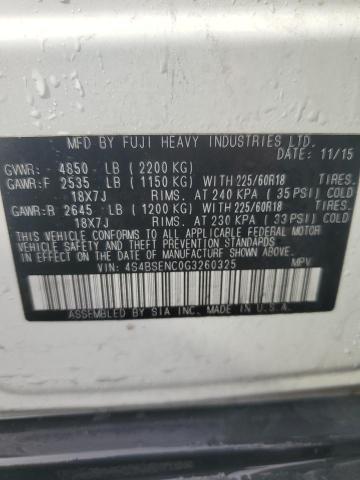 MFD BY FUJI HEAVY INDUSTRIES LTD.
DATE: 11/15
GVWR: 4850 LB (2200 KG)
GAWR:F 2535 LB (1150 KG) WITH 225/60R18 TIRES.
18X7J RIMS. AT 240 KPA (35 PSI) COLD
GAWR:R 2645 LB (1200 KG) WITH 225/60R18 TIRES.
18X7J RIMS. AT 230 KPA (33 PSI) COLD
THIS VEHICLE CONFORMS TO ALL APPLICABLE FEDERAL MOTOR
VEHICLE SAFETY AND THEFT PREVENTION STANDARDS
IN EFFECT ON THE DATE OF MANUFACTURE SHOWN ABOVE.
VIN: 4S4BSENC0G3260325 MPV
ASSEMBLED BY SIA INC. MADE IN U.S.A.